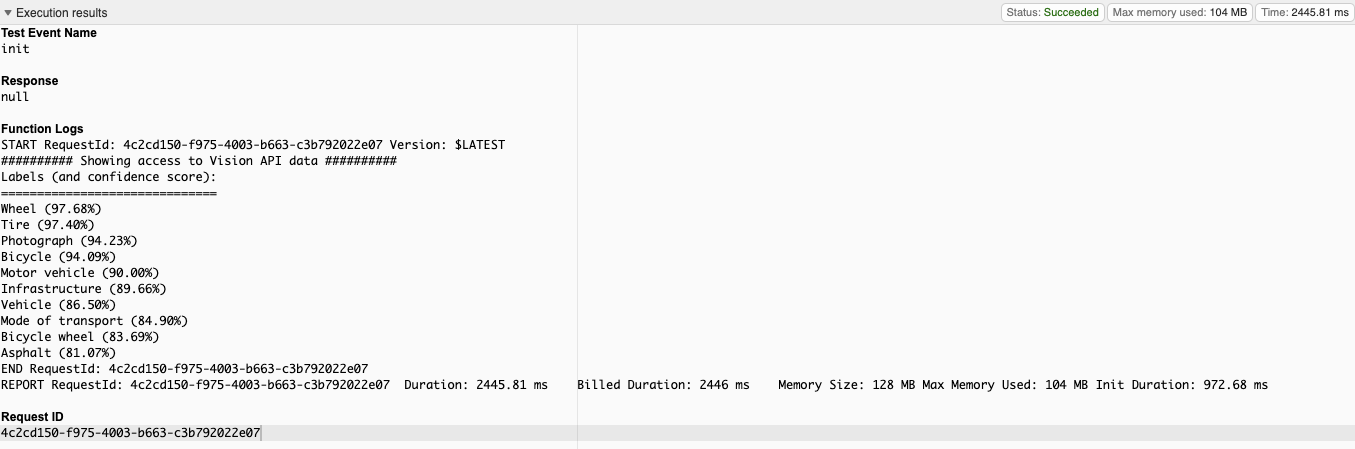 Execution results
Status: Succeeded
Max memory used: 104 MB
Time: 2445.81 ms
Test Event Name
init
Response
null
Function Logs
START RequestId: 4c2cd150-f975-4003-b663-c3b792022e07 Version: $LATEST
########## Showing access to Vision API data ##########
Labels (and confidence score):
==============================
Wheel (97.68%)
Tire (97.40%)
Photograph (94.23%)
Bicycle (94.09%)
Motor vehicle (90.00%)
Infrastructure (89.66%)
Vehicle (86.50%)
Mode of transport (84.90%)
Bicycle wheel (83.69%)
Asphalt (81.07%)
END RequestId: 4c2cd150-f975-4003-b663-c3b792022e07
REPORT RequestId: 4c2cd150-f975-4003-b663-c3b792022e07  Duration: 2445.81 ms    Billed Duration: 2446 ms    Memory Size: 128 MB Max Memory Used: 104 MB Init Duration: 972.68 ms
Request ID
4c2cd150-f975-4003-b663-c3b792022e07